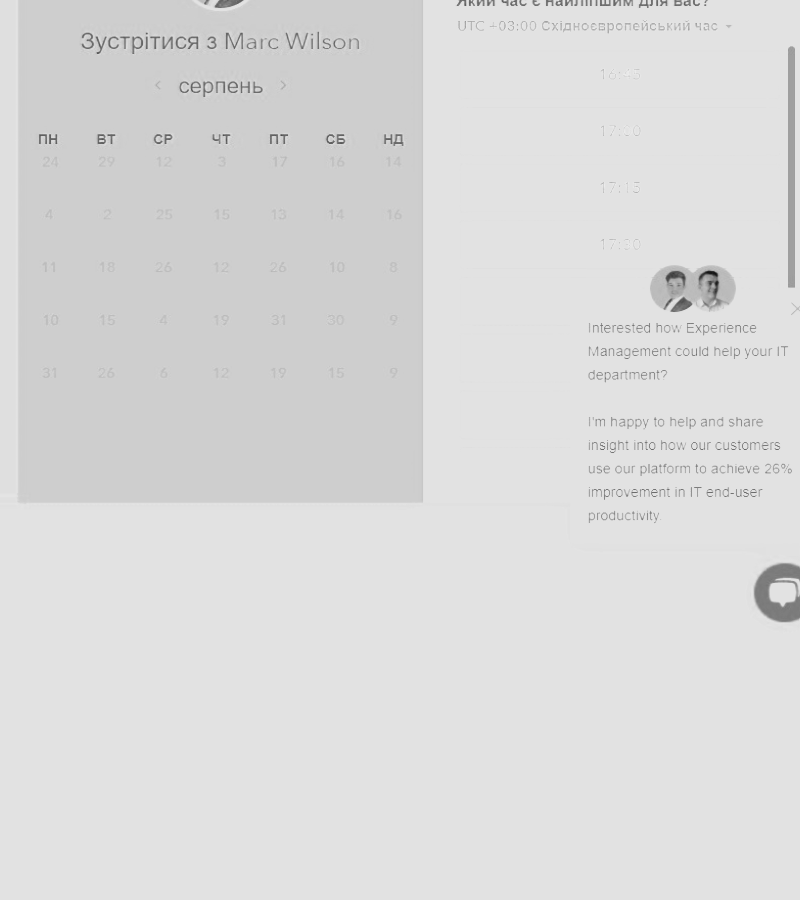 Який час є найліпшим для вас?
UTC +03:00 Східноєвропейський час
Зустрітися з Marc Wilson
серпень
ПН ВТ СР ЧТ ПТ СБ НД
24 29 12 3 17 16 14
4 2 25 15 13 14 16
11 18 26 12 26 10 8
10 15 4 19 31 30 9
31 26 6 12 19 15 9
16:45
17:00
17:15
17:30
Interested how Experience
Management could help your IT
department?
I'm happy to help and share
insight into how our customers
use our platform to achieve 26%
improvement in IT end-user
productivity.